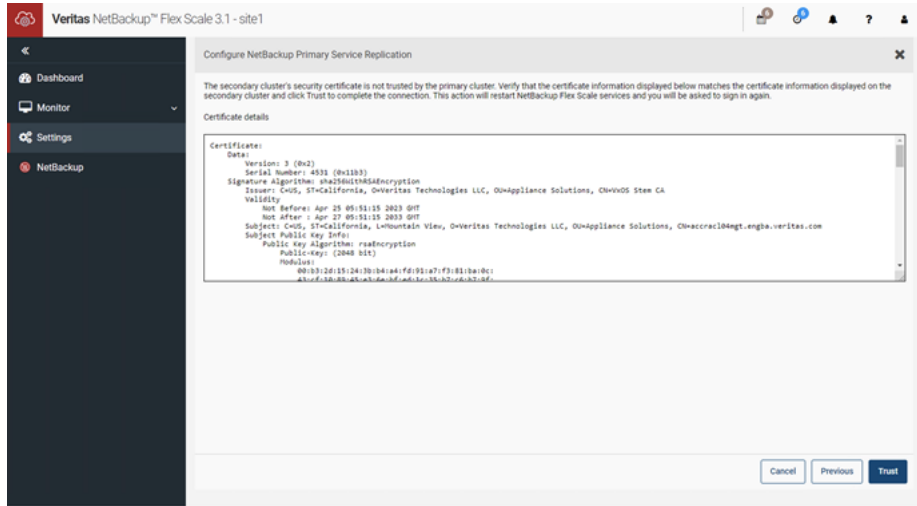 Veritas NetBackup™ Flex Scale 3.1 - site1
6
6
?
Dashboard
Monitor
Settings
NetBackup
Configure NetBackup Primary Service Replication
The secondary cluster's security certificate is not trusted by the primary cluster. Verify that the certificate information displayed below matches the certificate information displayed on the
secondary cluster and click Trust to complete the connection. This action will restart NetBackup Flex Scale services and you will be asked to sign in again.
Certificate details
Certificate:
Data:
Version: 3 (0x2)
Serial Number: 4531 (0x11b3)
Signature Algorithm: sha256WithRSAEncryption
Issuer: C=US, ST=California, O=Veritas Technologies LLC, OU=Appliance Solutions, CN=VxOS Stem CA
Validity
Not Before: Apr 25 05:51:15 2023 GMT
Not After : Apr 27 05:51:15 2033 GMT
Subject: C=US, ST=California, L=Mountain View, O=Veritas Technologies LLC, OU=Appliance Solutions, CN=accracl04mgt.engba.veritas.com
Subject Public Key Info:
Public Key Algorithm: rsaEncryption
Public-Key: (2048 bit)
Modulus:
00:b3:2d:15:24:3b:b4:a4:fd:91:a7:f3:81:ba:0c:
Cancel
Previous
Trust